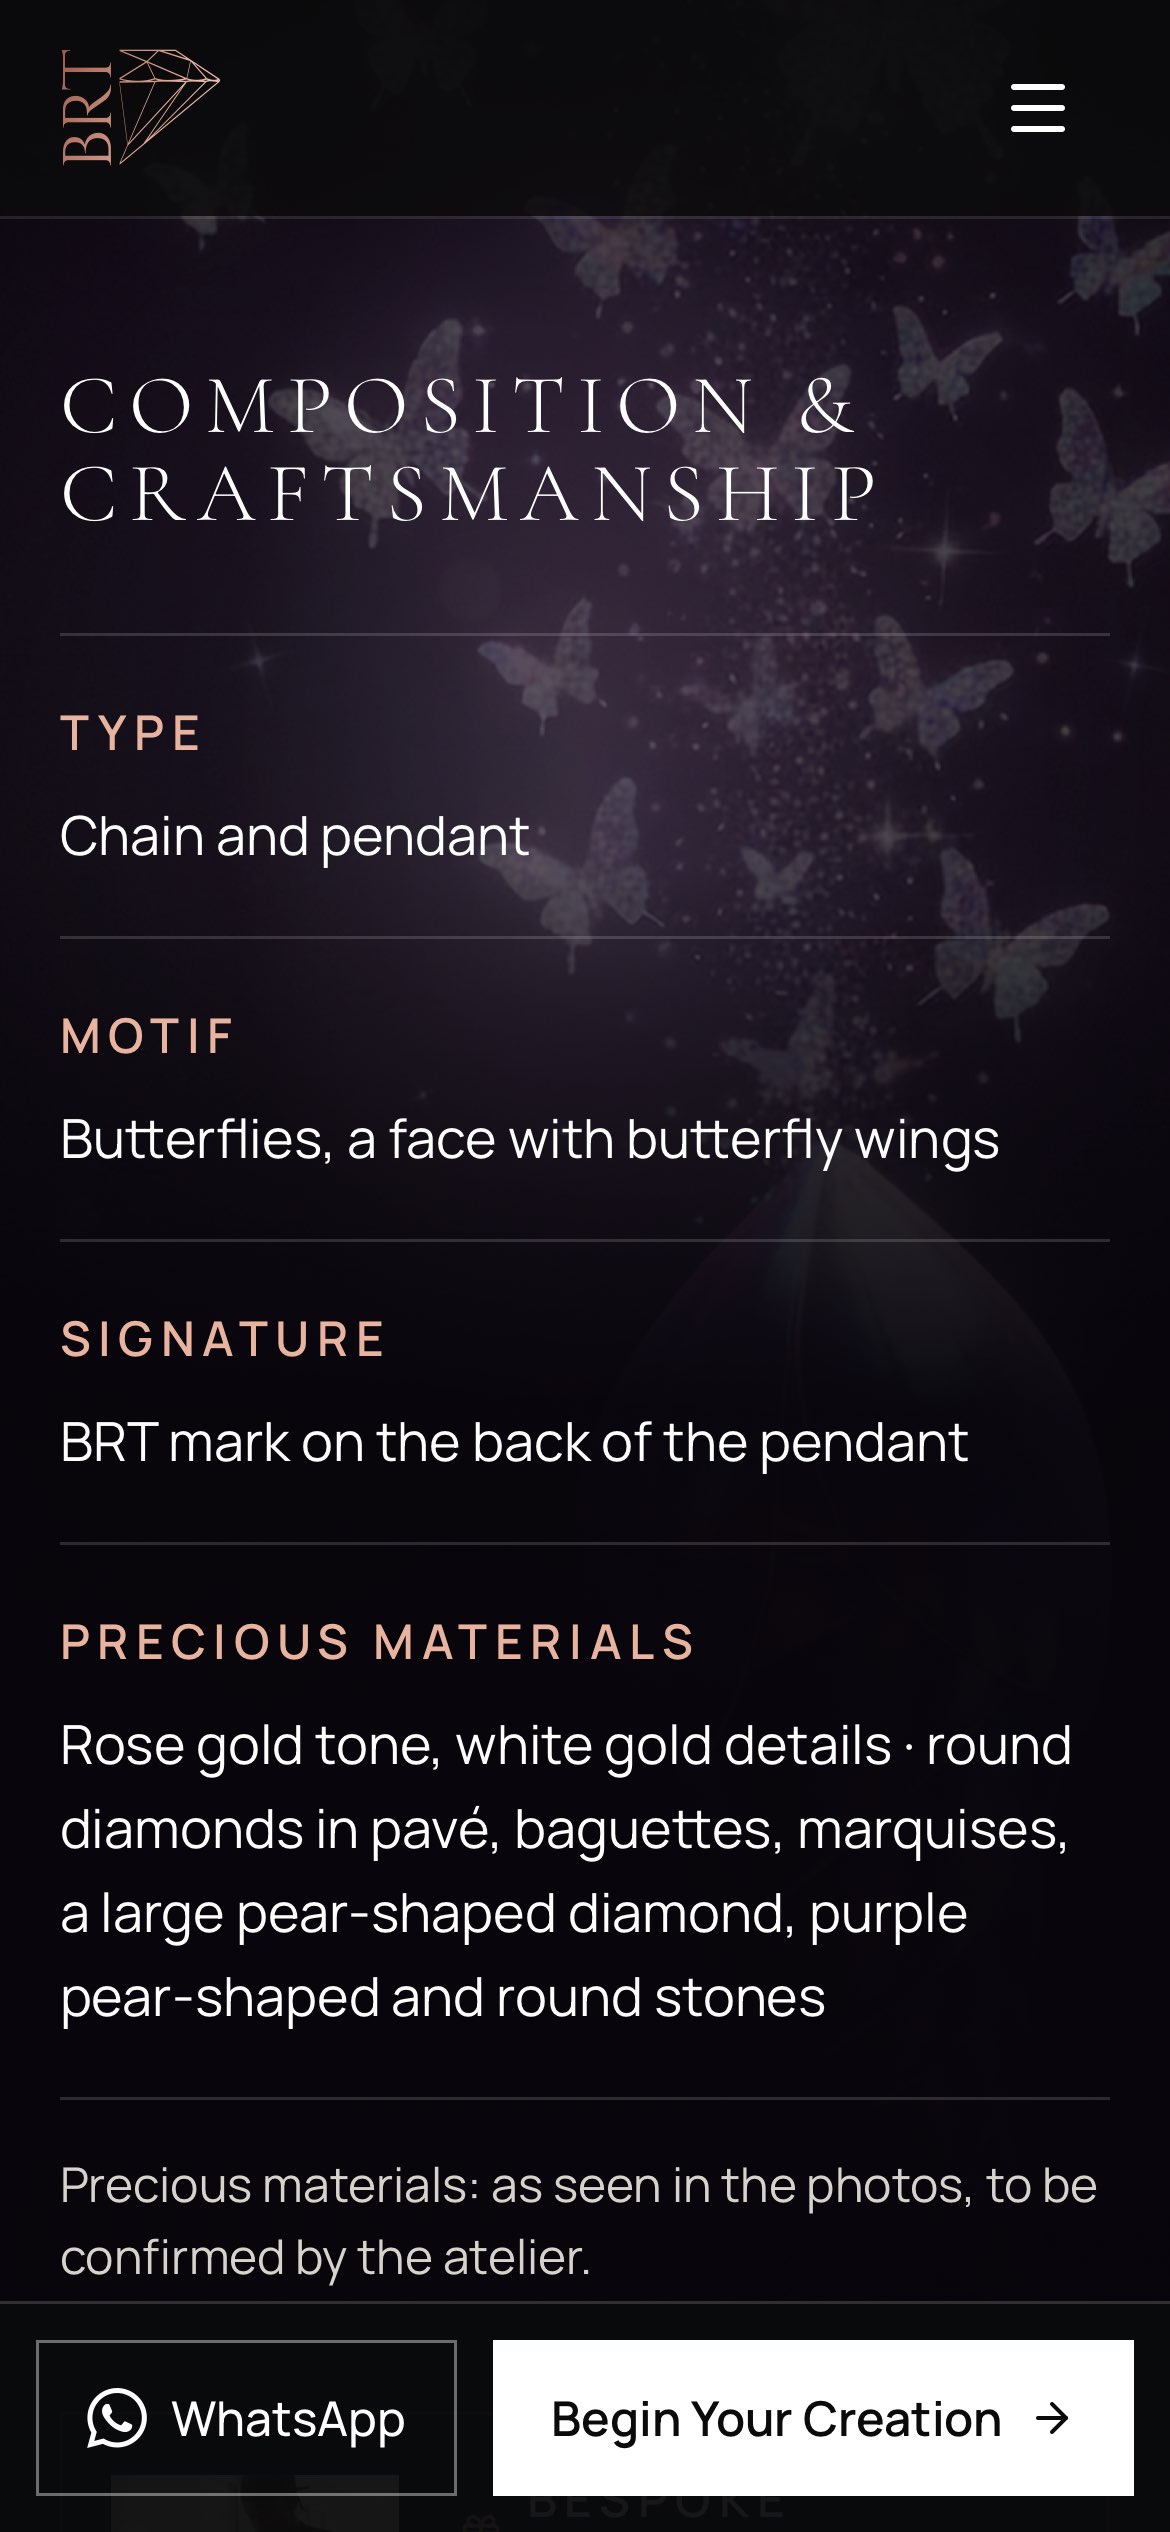 BRT
COMPOSITION &
CRAFTSMANSHIP
TYPE
Chain and pendant
MOTIF
Butterflies, a face with butterfly wings
SIGNATURE
BRT mark on the back of the pendant
PRECIOUS MATERIALS
Rose gold tone, white gold details · round
diamonds in pavé, baguettes, marquises,
a large pear-shaped diamond, purple
pear-shaped and round stones
Precious materials: as seen in the photos, to be
confirmed by the atelier.
WhatsApp
Begin Your Creation →
BESPOKE